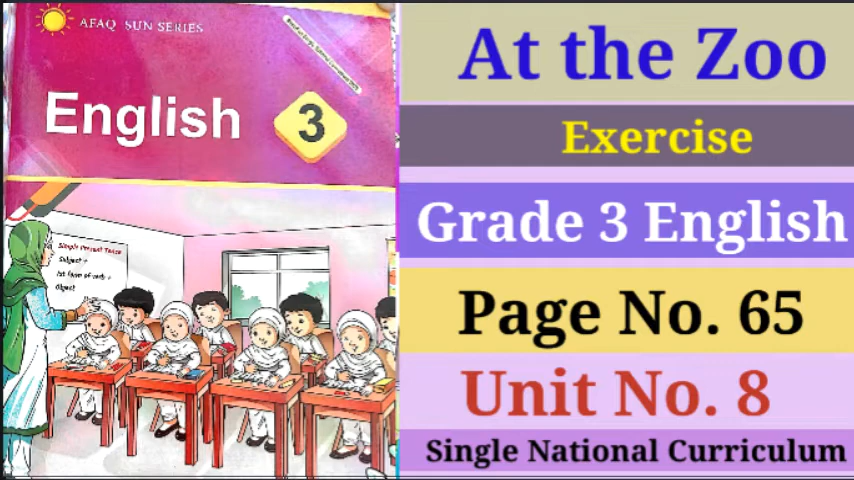 AFAQ SUN SERIES
English 3
Simple Present Tense
Subject +
1st form of verb +
Object
At the Zoo
Exercise
Grade 3 English
Page No. 65
Unit No. 8
Single National Curriculum